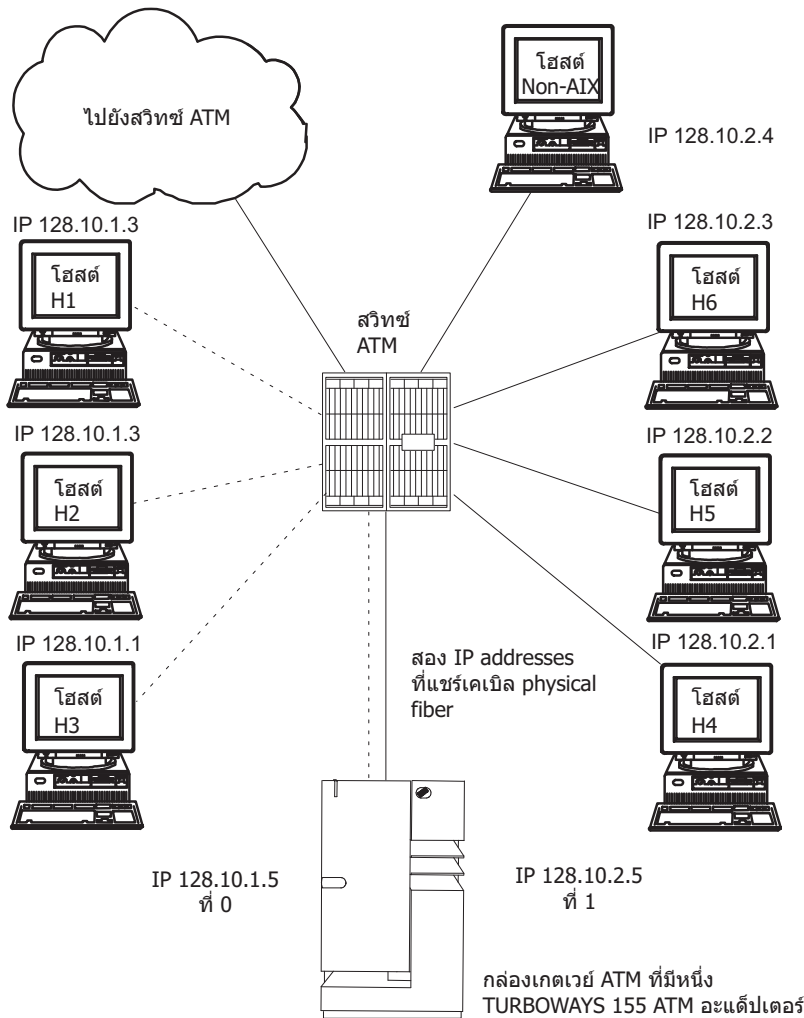 ไปยังสวิทช์ ATM
โฮสต์
Non-AIX
IP 128.10.2.4
IP 128.10.1.3
โฮสต์
H1
IP 128.10.2.3
โฮสต์
H6
สวิทช์
ATM
IP 128.10.1.3
โฮสต์
H2
IP 128.10.2.2
โฮสต์
H5
IP 128.10.1.1
โฮสต์
H3
สอง IP addresses
ที่แชร์เคเบิล physical
fiber
IP 128.10.2.1
โฮสต์
H4
IP 128.10.1.5
ที่ 0
IP 128.10.2.5
ที่ 1
กล่องเกตเวย์ ATM ที่มีหนึ่ง
TURBOWAYS 155 ATM อะแด็ปเตอร์